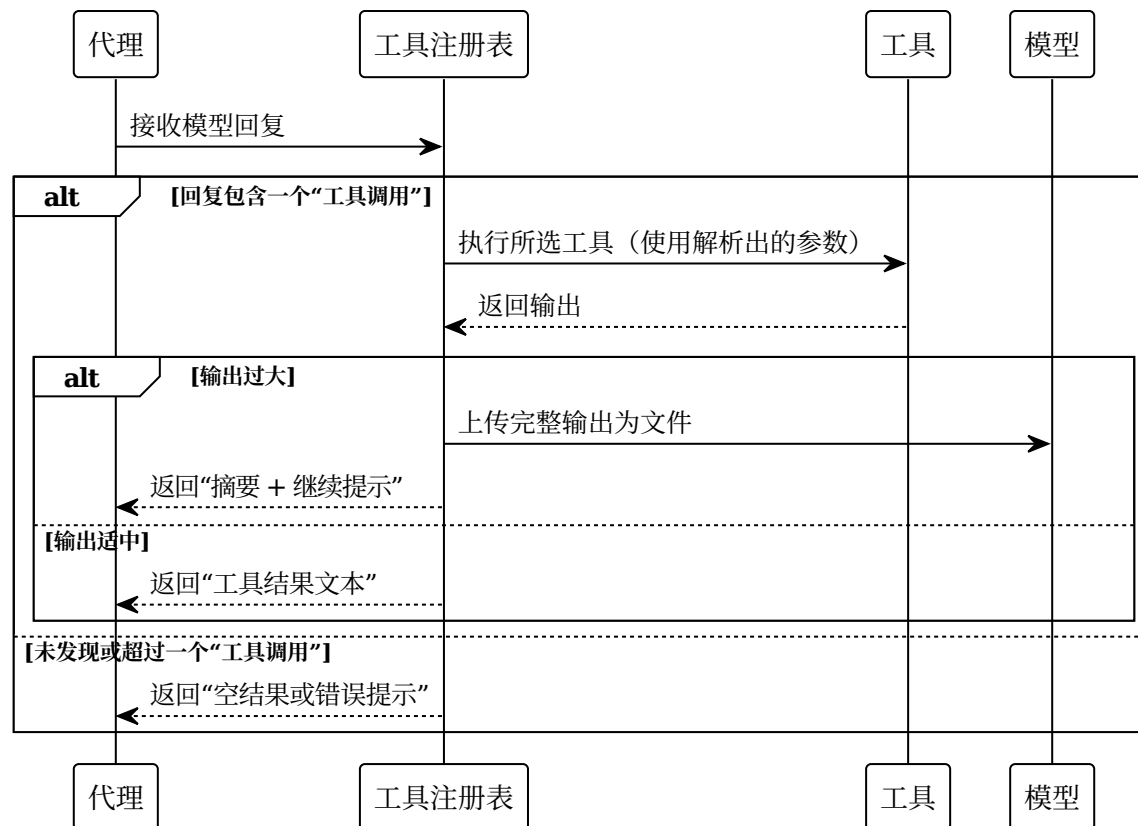 代理 工具注册表 工具 模型
接收模型回复
alt [回复包含一个“工具调用”]
执行所选工具（使用解析出的参数）
返回输出
alt [输出过大]
上传完整输出为文件
返回“摘要 + 继续提示”
[输出适中]
返回“工具结果文本”
[未发现或超过一个“工具调用”]
返回“空结果或错误提示”
代理 工具注册表 工具 模型